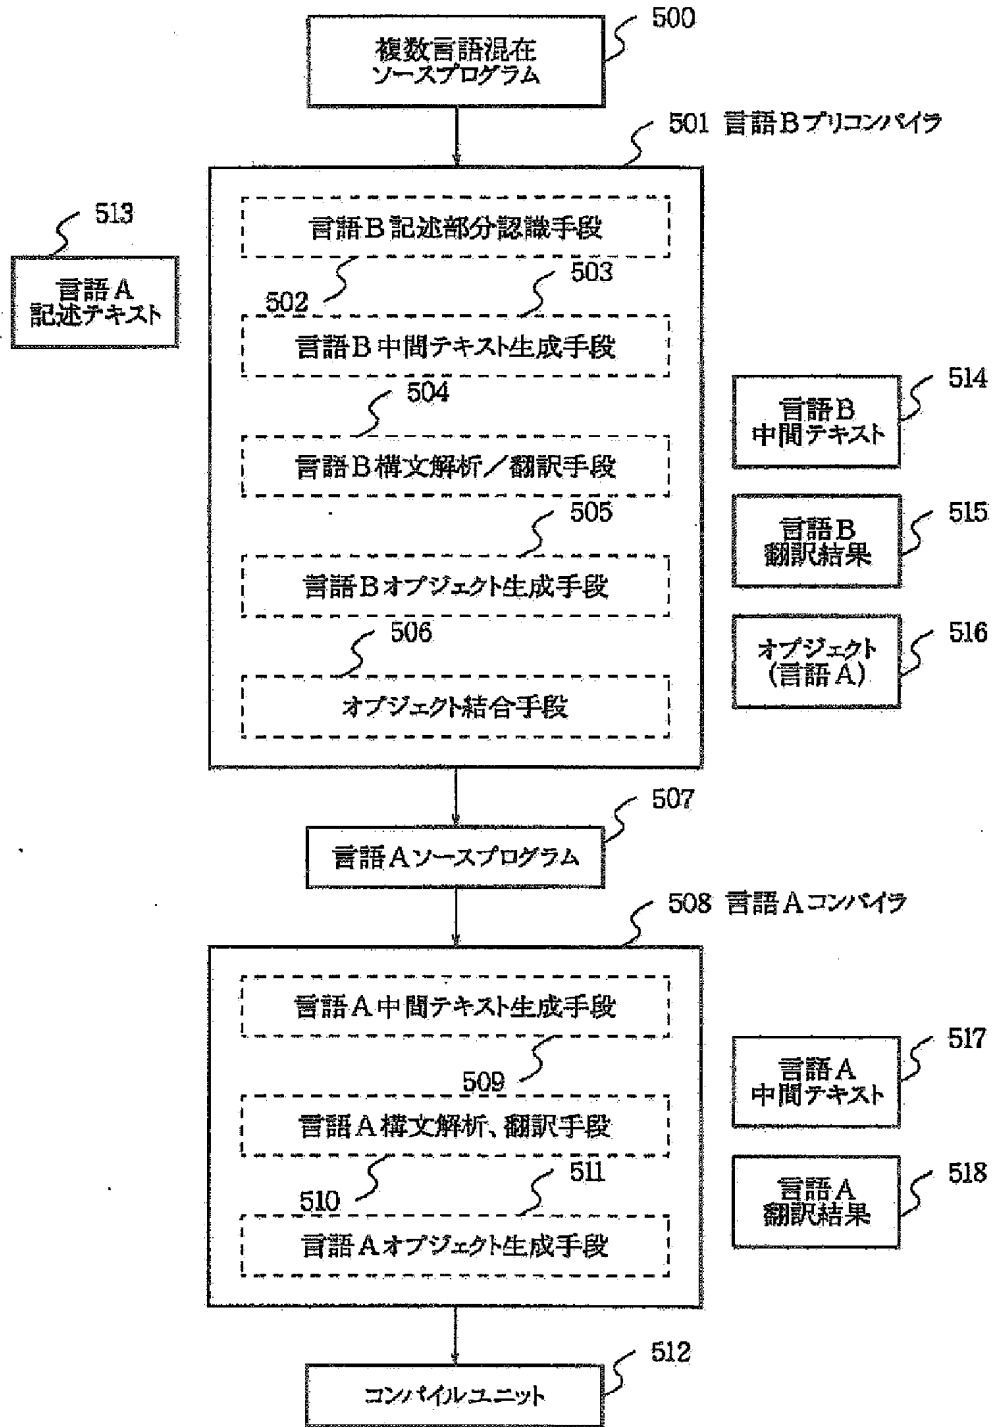 500
複数言語混在
ソースプログラム
501 言語Bプリコンパイラ
513
言語A
記述テキスト
言語B記述部分認識手段
502
503
言語B中間テキスト生成手段
504
514
言語B
中間テキスト
言語B構文解析／翻訳手段
505
515
言語B
翻訳結果
言語Bオブジェクト生成手段
506
516
オブジェクト
(言語A)
オブジェクト結合手段
507
言語Aソースプログラム
508 言語Aコンパイラ
言語A中間テキスト生成手段
509
517
言語A
中間テキスト
言語A構文解析、翻訳手段
510
511
518
言語A
翻訳結果
言語Aオブジェクト生成手段
512
コンパイルユニット